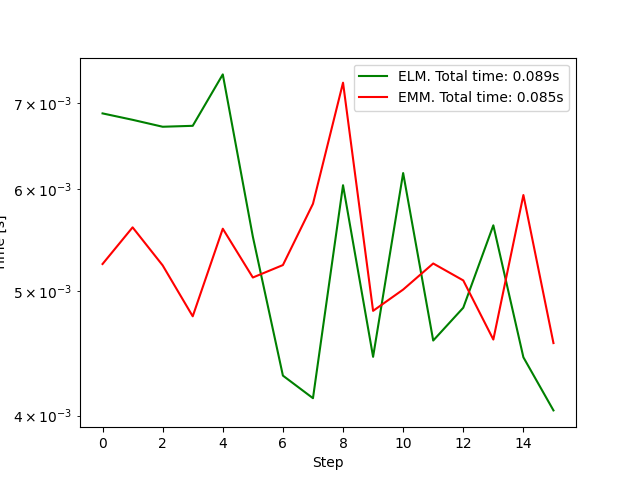 ELM. Total time: 0.089s
EMM. Total time: 0.085s
7 × 10⁻³
6 × 10⁻³
5 × 10⁻³
4 × 10⁻³
[s]
0 2 4 6 8 10 12 14
Step